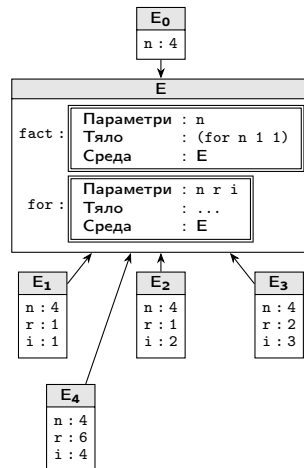 E₀
n : 4
E
fact :
Параметри : n
Тяло : (for n 1 1)
Среда : E
for :
Параметри : n r i
Тяло : ...
Среда : E
E₁
n : 4
r : 1
i : 1
E₂
n : 4
r : 1
i : 2
E₃
n : 4
r : 2
i : 3
E₄
n : 4
r : 6
i : 4